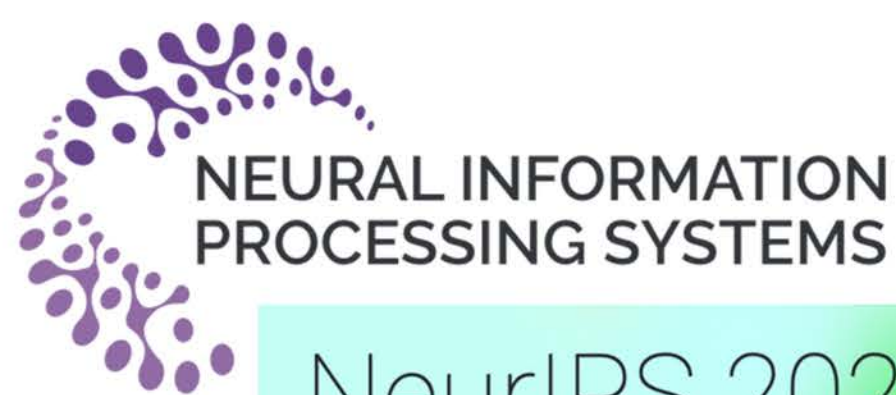 NEURAL INFORMATION
PROCESSING SYSTEMS
NeurIPS 202